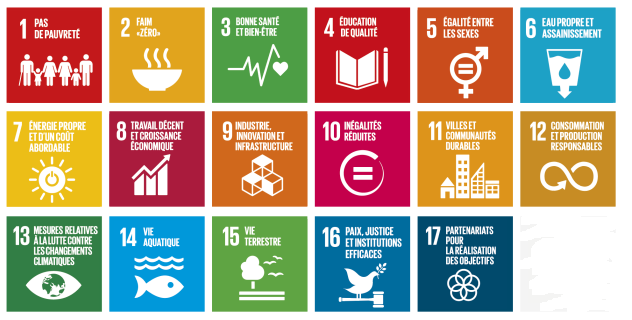 1 PAS
DE PAUVRETÉ
2 FAIM
«ZÉRO»
3 BONNE SANTÉ
ET BIEN-ÊTRE
4 ÉDUCATION
DE QUALITÉ
5 ÉGALITÉ ENTRE
LES SEXES
6 EAU PROPRE ET
ASSAINISSEMENT
7 ÉNERGIE PROPRE
ET D'UN COÛT
ABORDABLE
8 TRAVAIL DÉCENT
ET CROISSANCE
ÉCONOMIQUE
9 INDUSTRIE,
INNOVATION ET
INFRASTRUCTURE
10 INÉGALITÉS
RÉDUITES
11 VILLES ET
COMMUNAUTÉS
DURABLES
12 CONSOMMATION
ET PRODUCTION
RESPONSABLES
13 MESURES RELATIVES
À LA LUTTE CONTRE
LES CHANGEMENTS
CLIMATIQUES
14 VIE
AQUATIQUE
15 VIE
TERRESTRE
16 PAIX, JUSTICE
ET INSTITUTIONS
EFFICACES
17 PARTENARIATS
POUR
LA RÉALISATION
DES OBJECTIFS